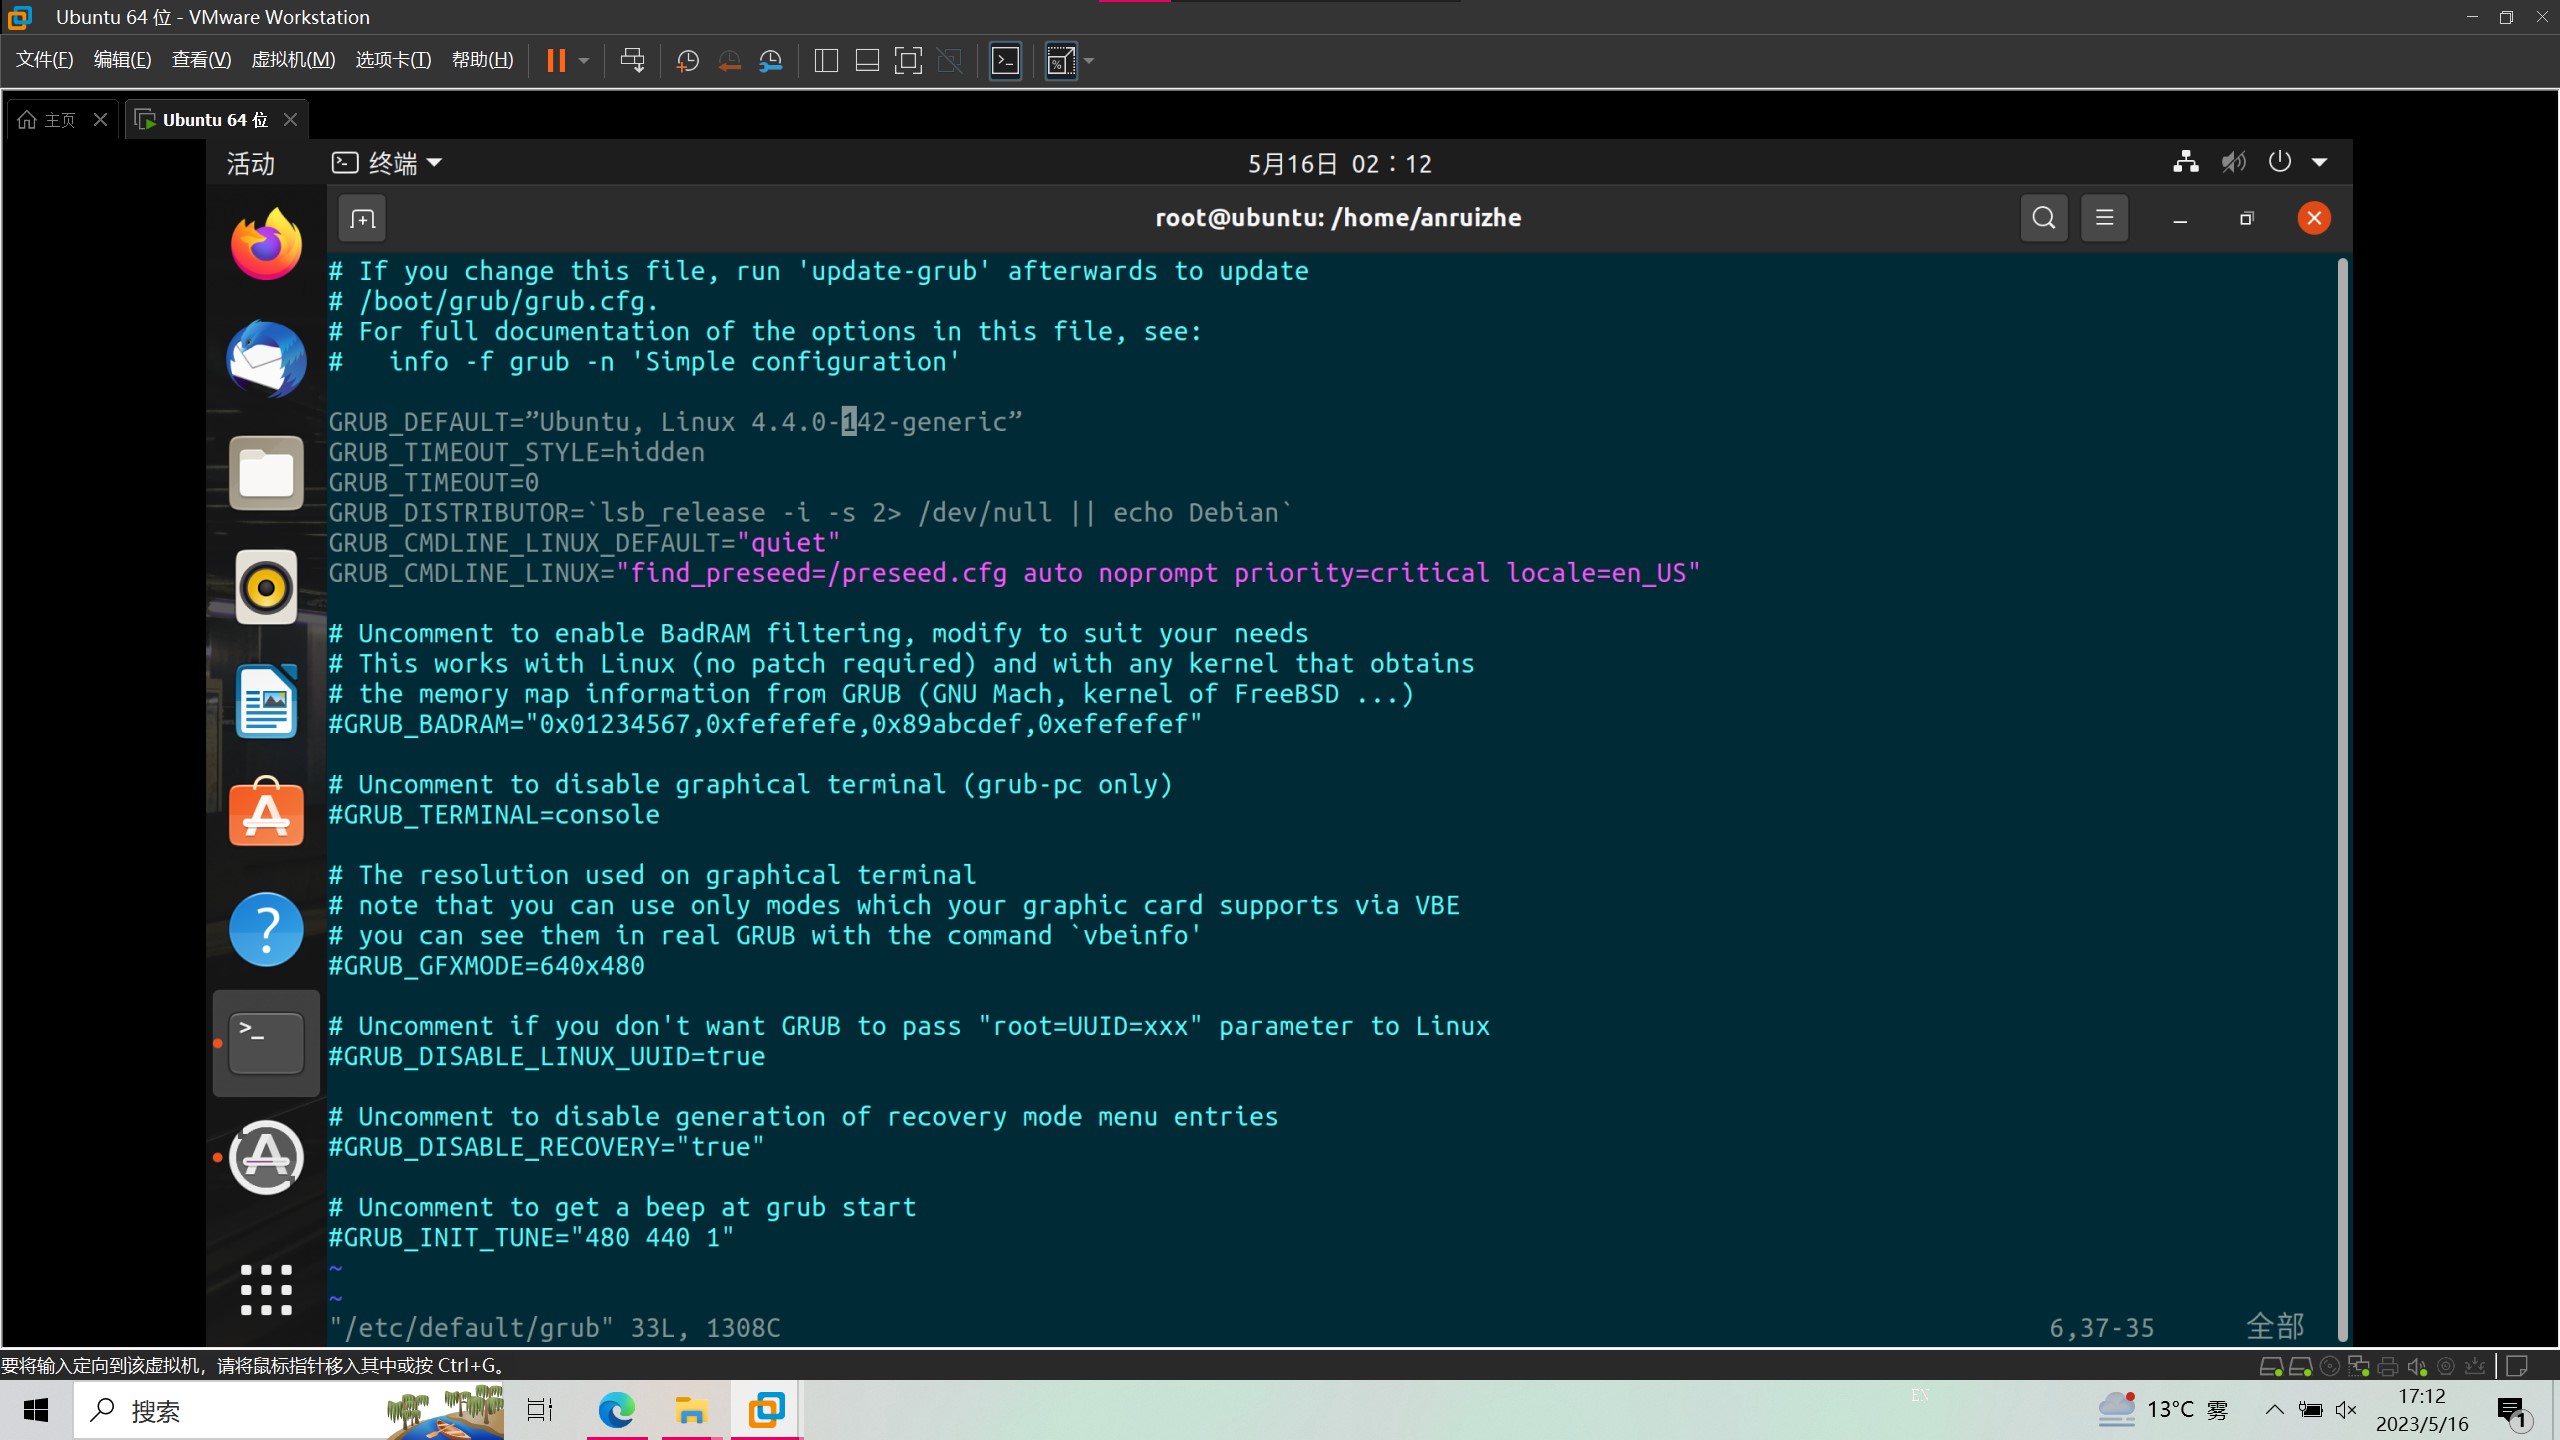 Ubuntu 64 位 - VMware Workstation
文件(F) 编辑(E) 查看(V) 虚拟机(M) 选项卡(T) 帮助(H)
主页 Ubuntu 64 位
活动 终端 5月16日 02：12
root@ubuntu: /home/anruizhe
# If you change this file, run 'update-grub' afterwards to update
# /boot/grub/grub.cfg.
# For full documentation of the options in this file, see:
#   info -f grub -n 'Simple configuration'
GRUB_DEFAULT=”Ubuntu, Linux 4.4.0-142-generic”
GRUB_TIMEOUT_STYLE=hidden
GRUB_TIMEOUT=0
GRUB_DISTRIBUTOR=`lsb_release -i -s 2> /dev/null || echo Debian`
GRUB_CMDLINE_LINUX_DEFAULT="quiet"
GRUB_CMDLINE_LINUX="find_preseed=/preseed.cfg auto noprompt priority=critical locale=en_US"
# Uncomment to enable BadRAM filtering, modify to suit your needs
# This works with Linux (no patch required) and with any kernel that obtains
# the memory map information from GRUB (GNU Mach, kernel of FreeBSD ...)
#GRUB_BADRAM="0x01234567,0xfefefefe,0x89abcdef,0xefefefef"
# Uncomment to disable graphical terminal (grub-pc only)
#GRUB_TERMINAL=console
# The resolution used on graphical terminal
# note that you can use only modes which your graphic card supports via VBE
# you can see them in real GRUB with the command `vbeinfo'
#GRUB_GFXMODE=640x480
# Uncomment if you don't want GRUB to pass "root=UUID=xxx" parameter to Linux
#GRUB_DISABLE_LINUX_UUID=true
# Uncomment to disable generation of recovery mode menu entries
#GRUB_DISABLE_RECOVERY="true"
# Uncomment to get a beep at grub start
#GRUB_INIT_TUNE="480 440 1"
~
~
"/etc/default/grub" 33L, 1308C 6,37-35 全部
要将输入定向到该虚拟机，请将鼠标指针移入其中或按 Ctrl+G。
搜索 EX 13°C 雾 17:12
2023/5/16 1